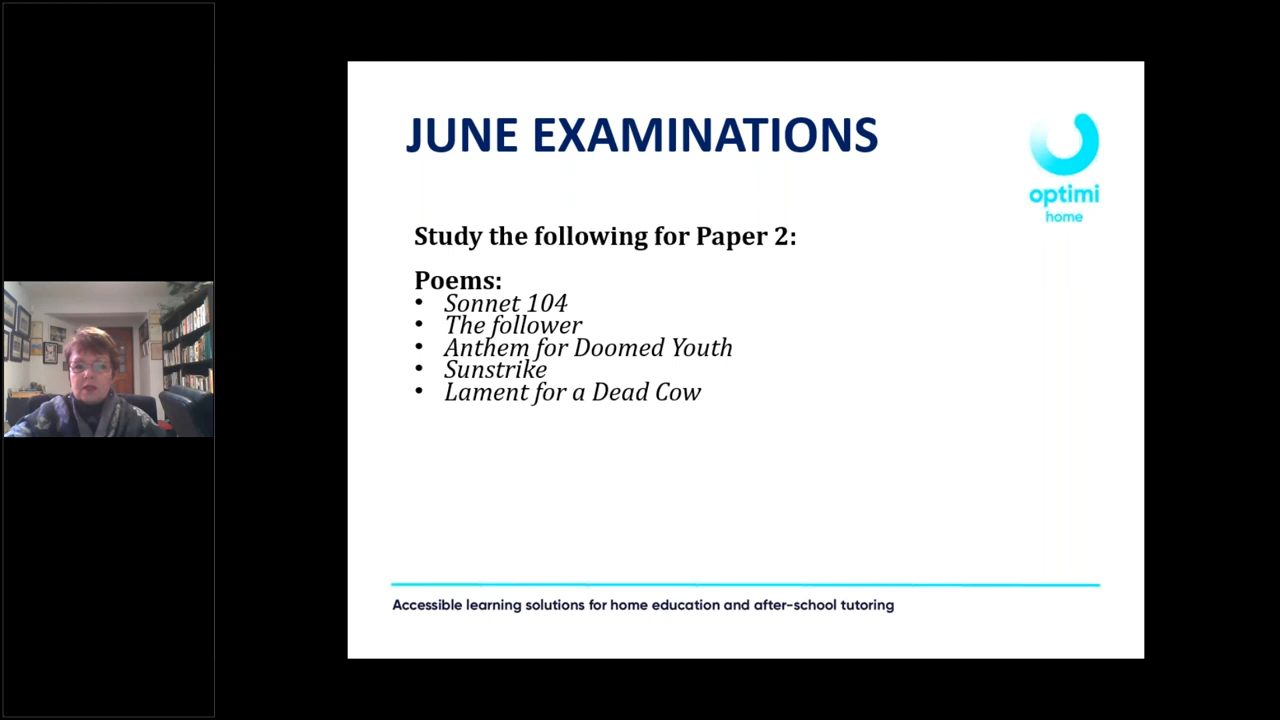 JUNE EXAMINATIONS
optimi
home
Study the following for Paper 2:
Poems:
• Sonnet 104
• The follower
• Anthem for Doomed Youth
• Sunstrike
• Lament for a Dead Cow
Accessible learning solutions for home education and after-school tutoring